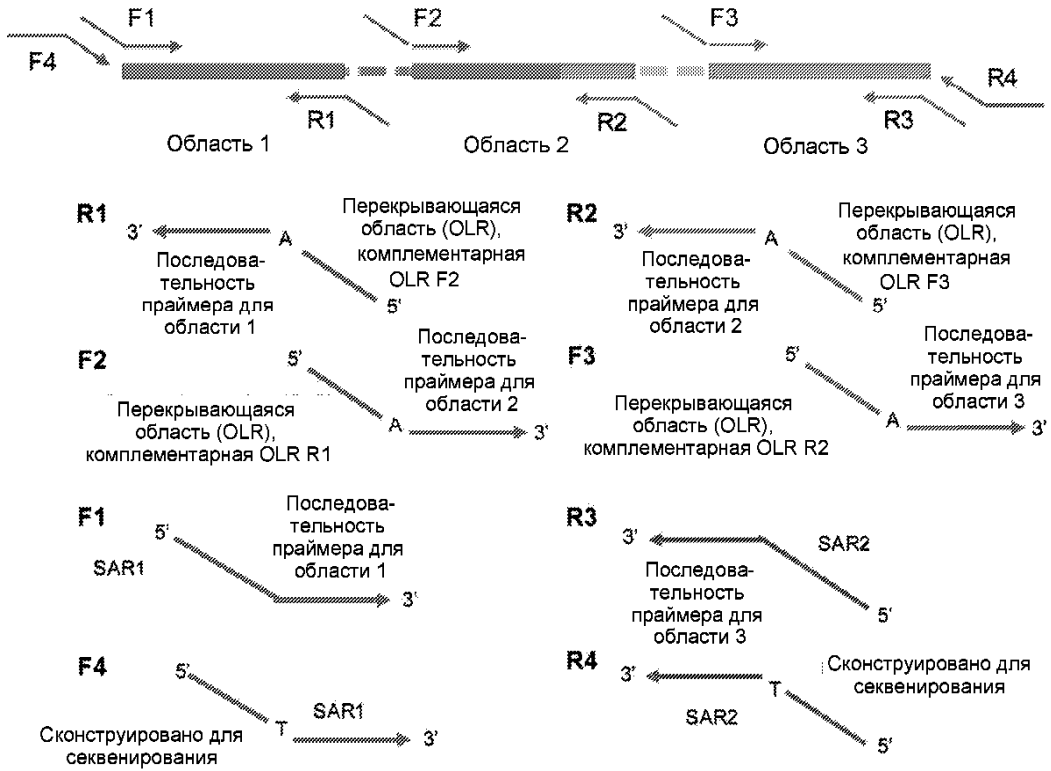 F1
F2
F3
F4
R4
R1
R2
R3
Область 1
Область 2
Область 3
R1
3'
A
Перекрывающаяся
область (OLR),
комплементарная
OLR F2
Последова-
тельность
праймера для
области 1
5'
R2
3'
A
Перекрывающаяся
область (OLR),
комплементарная
OLR F3
Последова-
тельность
праймера для
области 2
5'
F2
5'
Последова-
тельность
праймера для
области 2
Перекрывающаяся
область (OLR),
комплементарная OLR R1
A
3'
F3
5'
Последова-
тельность
праймера для
области 3
Перекрывающаяся
область (OLR),
комплементарная OLR R2
A
3'
F1
5'
Последова-
тельность
праймера для
области 1
SAR1
3'
R3
3'
SAR2
Последова-
тельность
праймера для
области 3
5'
F4
5'
SAR1
T
Сконструировано для
секвенирования
3'
R4
3'
T
Сконструировано для
секвенирования
SAR2
5'